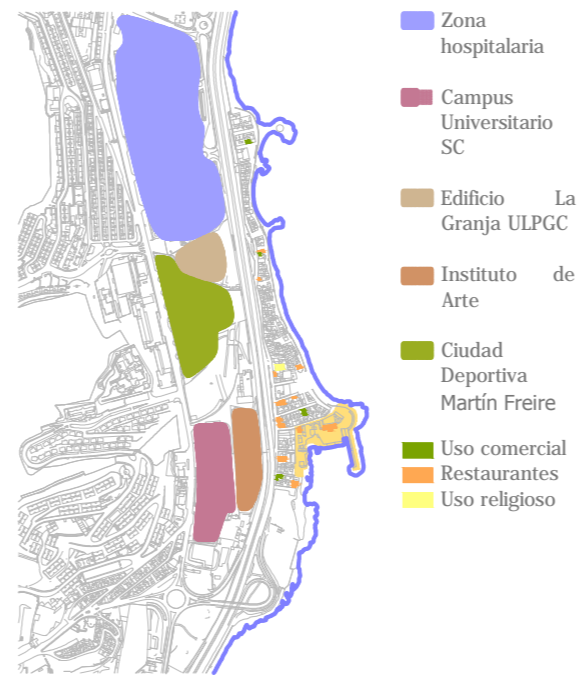 Zona
hospitalaria
Campus
Universitario
SC
Edificio La
Granja ULPGC
Instituto de
Arte
Ciudad
Deportiva
Martín Freire
Uso comercial
Restaurantes
Uso religioso